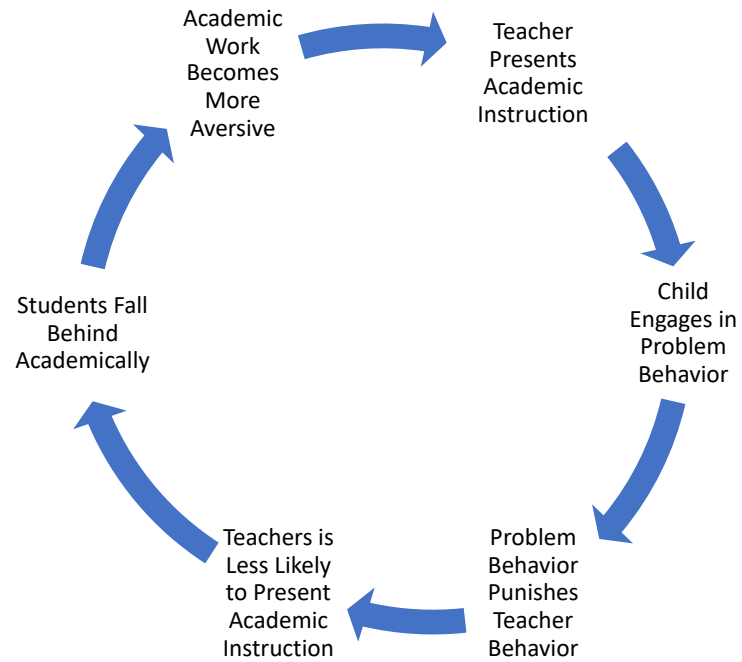 Academic
Work
Becomes
More
Aversive
Teacher
Presents
Academic
Instruction
Child
Engages in
Problem
Behavior
Problem
Behavior
Punishes
Teacher
Behavior
Teachers is
Less Likely
to Present
Academic
Instruction
Students Fall
Behind
Academically